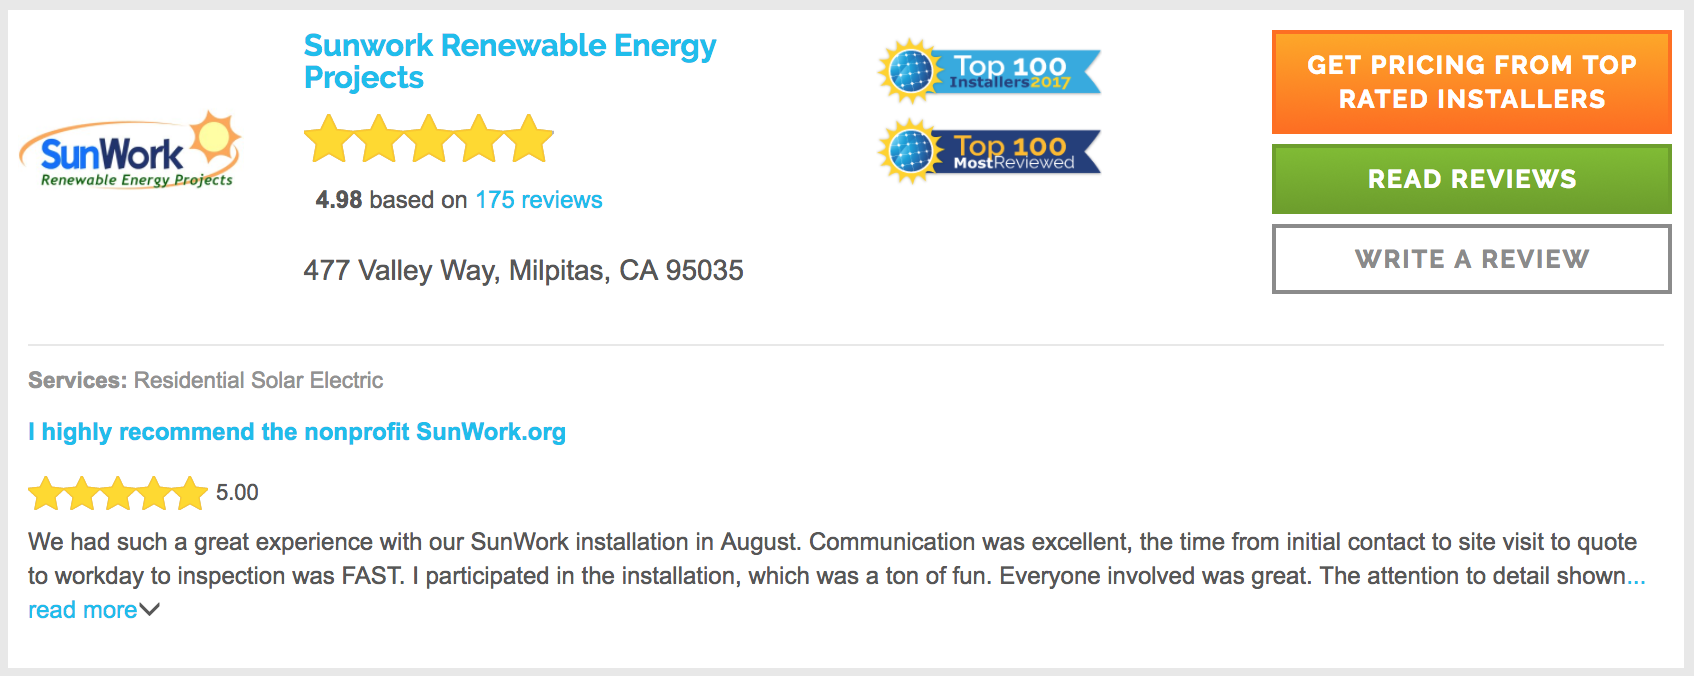 Sunwork Renewable Energy
Projects
SunWork
Renewable Energy Projects
4.98 based on 175 reviews
477 Valley Way, Milpitas, CA 95035
Top 100
Installers2017
Top 100
MostReviewed
GET PRICING FROM TOP
RATED INSTALLERS
READ REVIEWS
WRITE A REVIEW
Services: Residential Solar Electric
I highly recommend the nonprofit SunWork.org
5.00
We had such a great experience with our SunWork installation in August. Communication was excellent, the time from initial contact to site visit to quote
to workday to inspection was FAST. I participated in the installation, which was a ton of fun. Everyone involved was great. The attention to detail shown...
read more